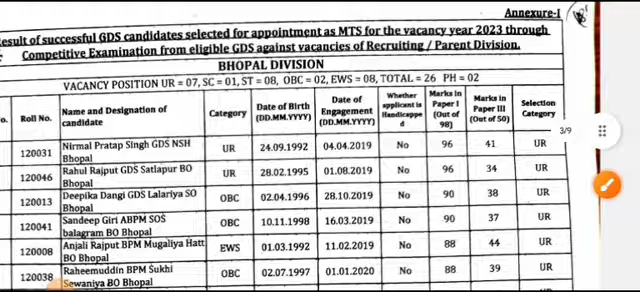 Annexure-I
esult of successful GDS candidates selected for appointment as MTS for the vacancy year 2023 through
Competitive Examination from eligible GDS against vacancies of Recruiting / Parent Division.
BHOPAL DIVISION
VACANCY POSITION UR = 07, SC = 01, ST = 08, OBC = 02, EWS = 08, TOTAL = 26 PH = 02
o. Roll No. Name and Designation of candidate Category Date of Birth (DD.MM.YYYY) Date of Engagement (DD.MM.YYYY) Whether applicant is Handicappe d Marks in Paper I (Out of 98) Marks in Paper III (Out of 50) Selection Category
3/9
120031 Nirmal Pratap Singh GDS NSH Bhopal UR 24.09.1992 04.04.2019 No 96 41 UR
120046 Rahul Rajput GDS Satlapur BO Bhopal UR 28.02.1995 01.08.2019 No 96 34 UR
120013 Deepika Dangi GDS Lalariya SO Bhopal OBC 02.04.1996 28.10.2019 No 90 38 UR
120041 Sandeep Giri ABPM SOS balagram BO Bhopal OBC 10.11.1998 16.03.2019 No 90 37 UR
120008 Anjali Rajput BPM Mugaliya Hatt BO Bhopal EWS 01.03.1992 11.02.2019 No 88 44 UR
120038 Raheemuddin BPM Sukhi Sewaniya BO Bhopal OBC 02.07.1997 01.01.2020 No 88 39 UR